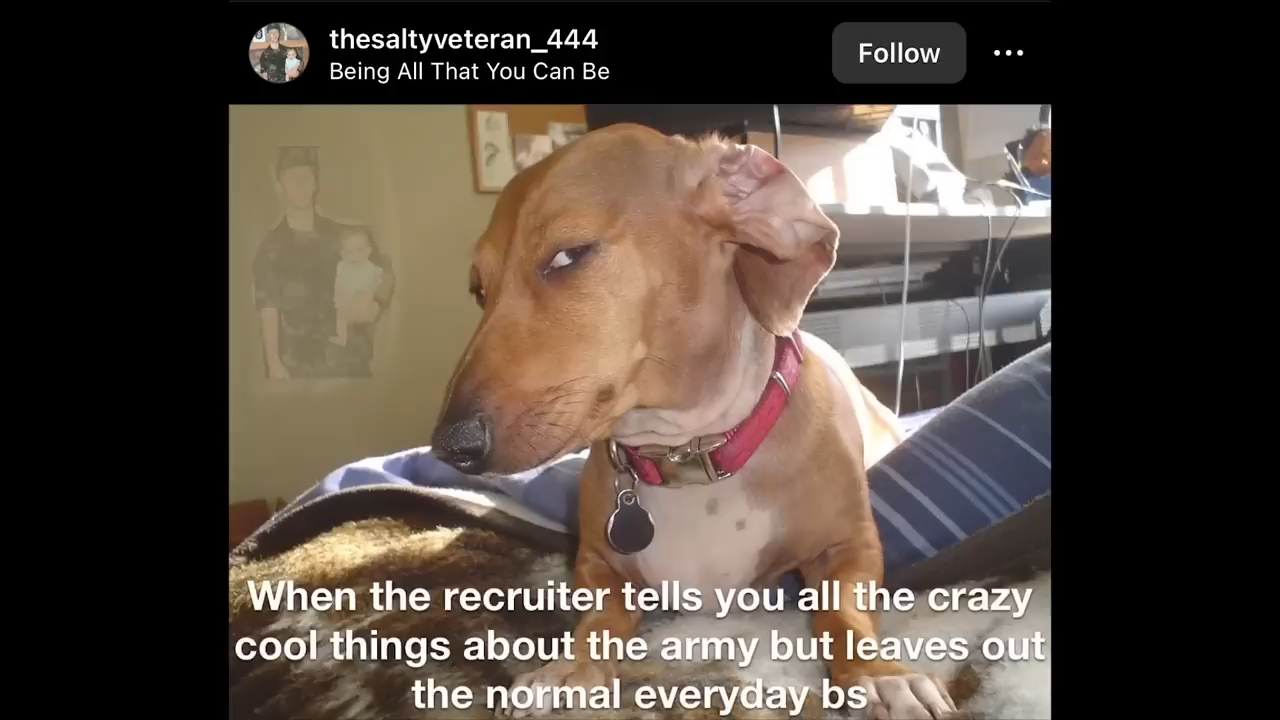 thesaltyveteran_444
Being All That You Can Be
Follow
When the recruiter tells you all the crazy
cool things about the army but leaves out
the normal everyday bs